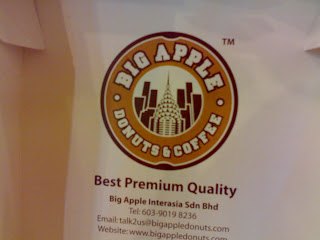 TM
BIG APPLE
DONUTS & COFFEE
Best Premium Quality
Big Apple Interasia Sdn Bhd
Tel: 603-9019 8236
Email: talk2us@bigappledonuts.com
Website: www.bigappledonuts.com